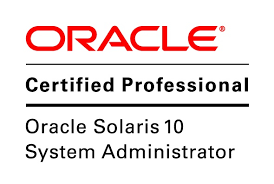 ORACLE®
Certified Professional
Oracle Solaris 10
System Administrator